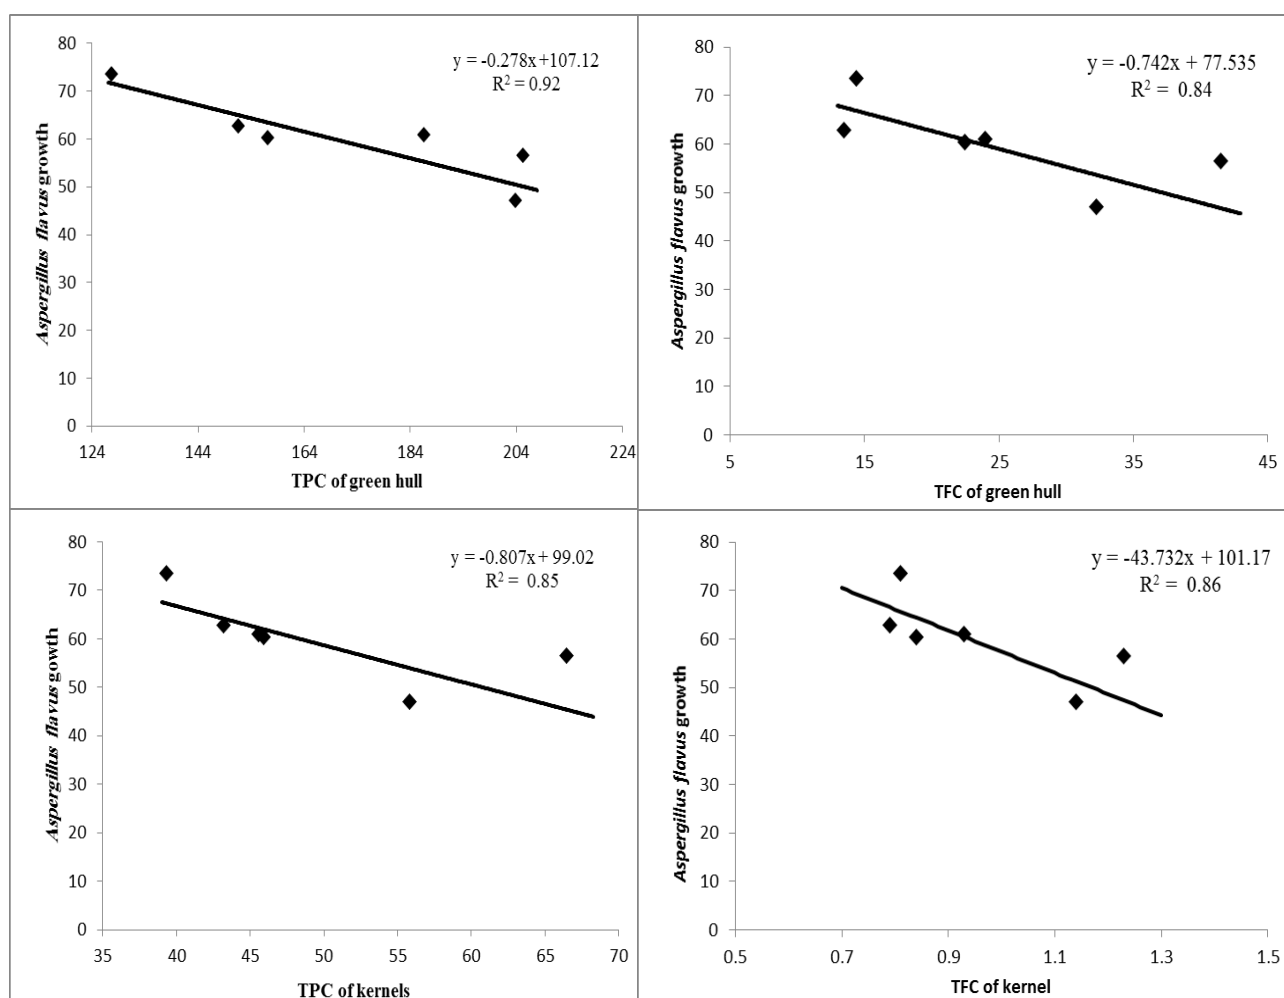 y = -0.278x+107.12
R² = 0.92
80
70
60
50
40
30
20
10
0
Aspergillus flavus growth
124 144 164 184 204 224
TPC of green hull
y = -0.742x + 77.535
R² = 0.84
80
70
60
50
40
30
20
10
0
Aspergillus flavus growth
5 15 25 35 45
TFC of green hull
y = -0.807x + 99.02
R² = 0.85
80
70
60
50
40
30
20
10
0
Aspergillus flavus gowth
35 40 45 50 55 60 65 70
TPC of kernels
y = -43.732x + 101.17
R² = 0.86
80
70
60
50
40
30
20
10
0
Aspergillus flavus growth
0.5 0.7 0.9 1.1 1.3 1.5
TFC of kernel